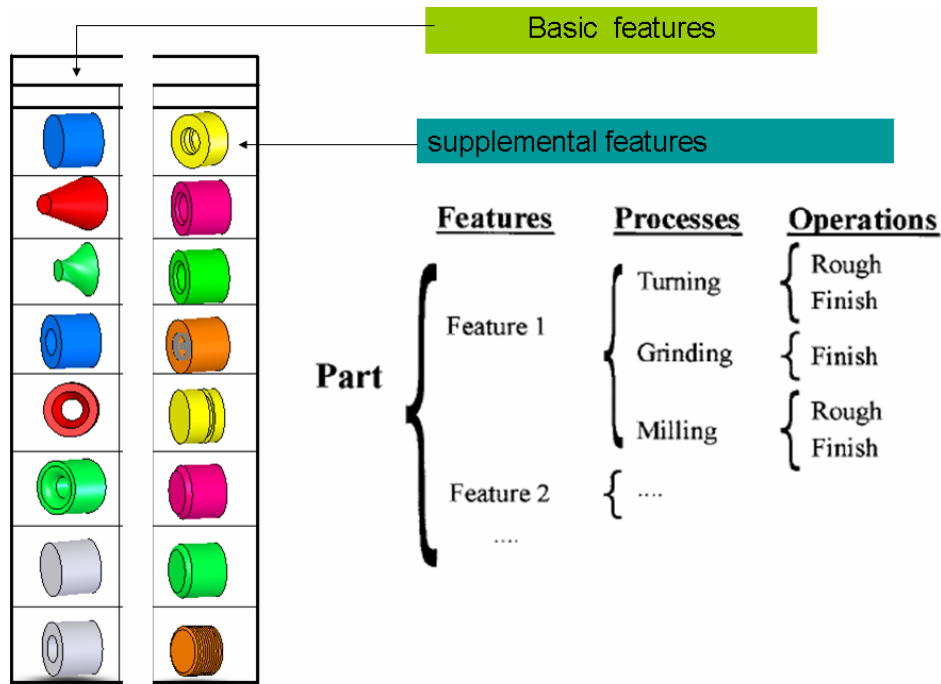 Basic features
supplemental features
Features Processes Operations
Part
Feature 1
Turning
Rough
Finish
Grinding
Finish
Milling
Rough
Finish
Feature 2
....
....